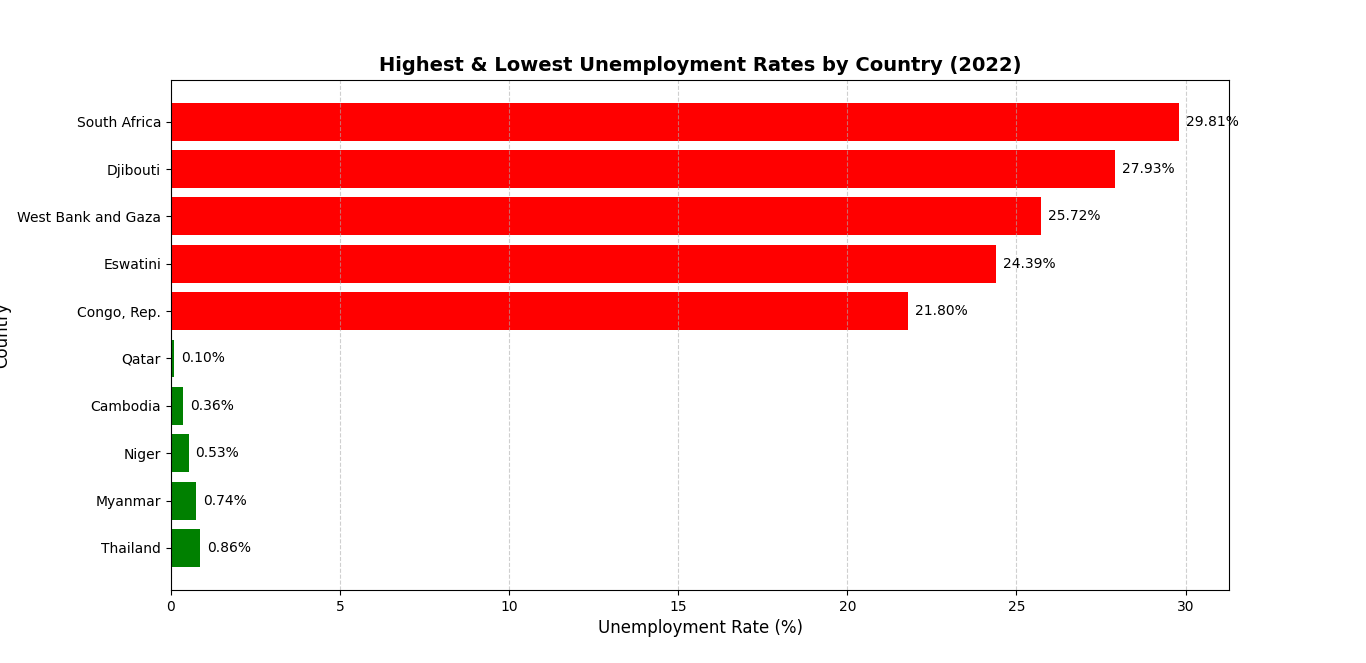 Highest & Lowest Unemployment Rates by Country (2022)
South Africa 29.81%
Djibouti 27.93%
West Bank and Gaza 25.72%
Eswatini 24.39%
Congo, Rep. 21.80%
Qatar 0.10%
Cambodia 0.36%
Niger 0.53%
Myanmar 0.74%
Thailand 0.86%
Country
0 5 10 15 20 25 30
Unemployment Rate (%)